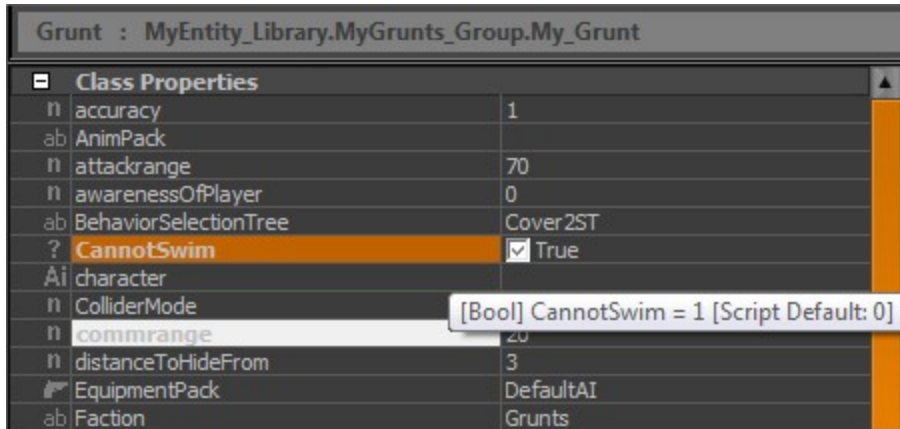 Grunt : MyEntity_Library.MyGrunts_Group.My_Grunt
Class Properties
n accuracy 1
ab AnimPack
n attackrange 70
n awarenessOfPlayer 0
ab BehaviorSelectionTree Cover2ST
? CannotSwim True
Ai character
n ColliderMode
[Bool] CannotSwim = 1 [Script Default: 0]
n commrange 20
n distanceToHideFrom 3
EquipmentPack DefaultAI
ab Faction Grunts